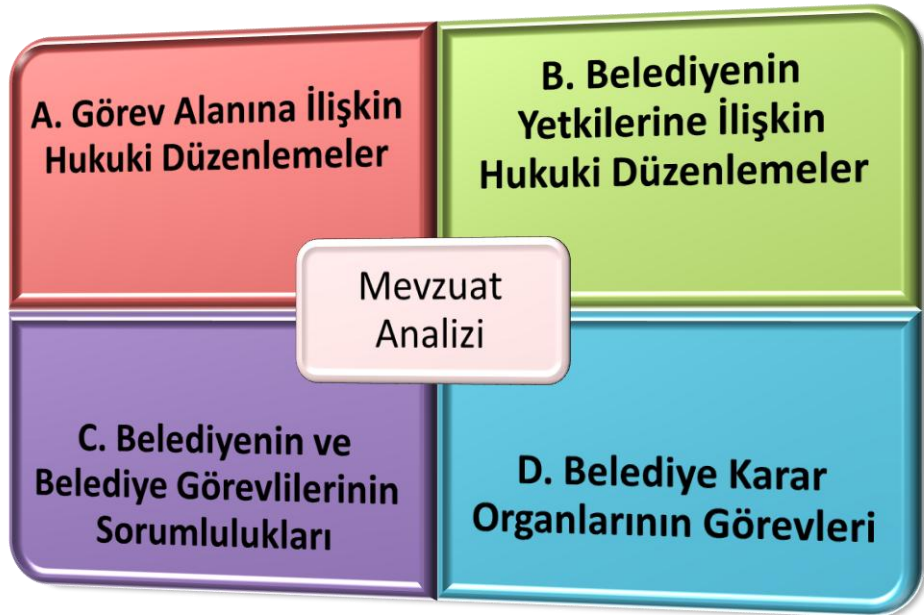 A. Görev Alanına İlişkin
Hukuki Düzenlemeler
B. Belediyenin
Yetkilerine İlişkin
Hukuki Düzenlemeler
Mevzuat
Analizi
C. Belediyenin ve
Belediye Görevlilerinin
Sorumlulukları
D. Belediye Karar
Organlarının Görevleri